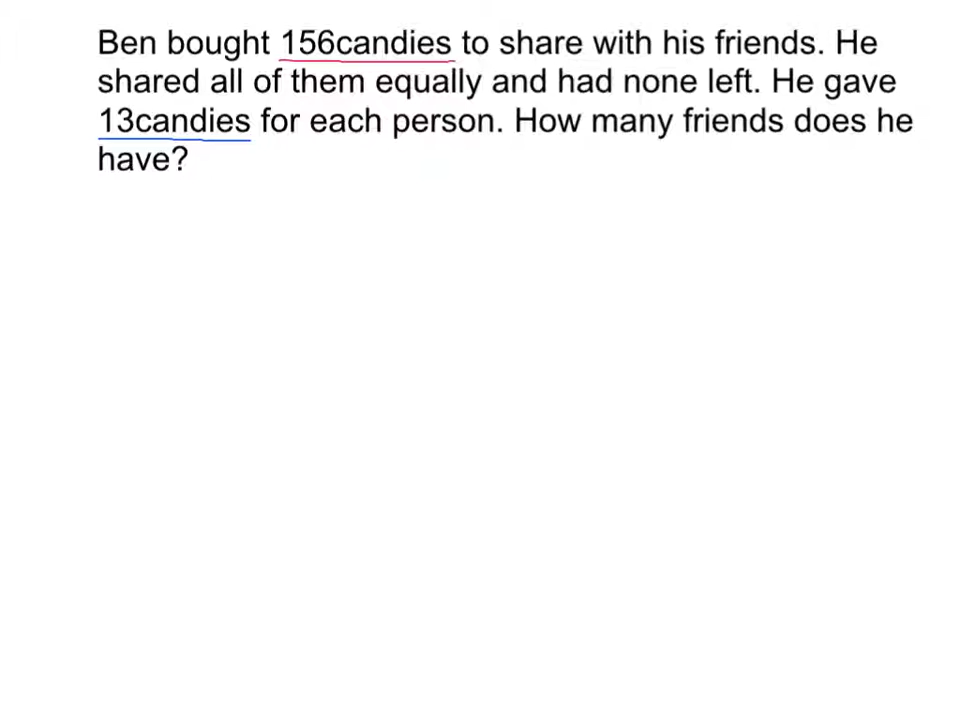 Ben bought 156candies to share with his friends. He
shared all of them equally and had none left. He gave
13candies for each person. How many friends does he
have?